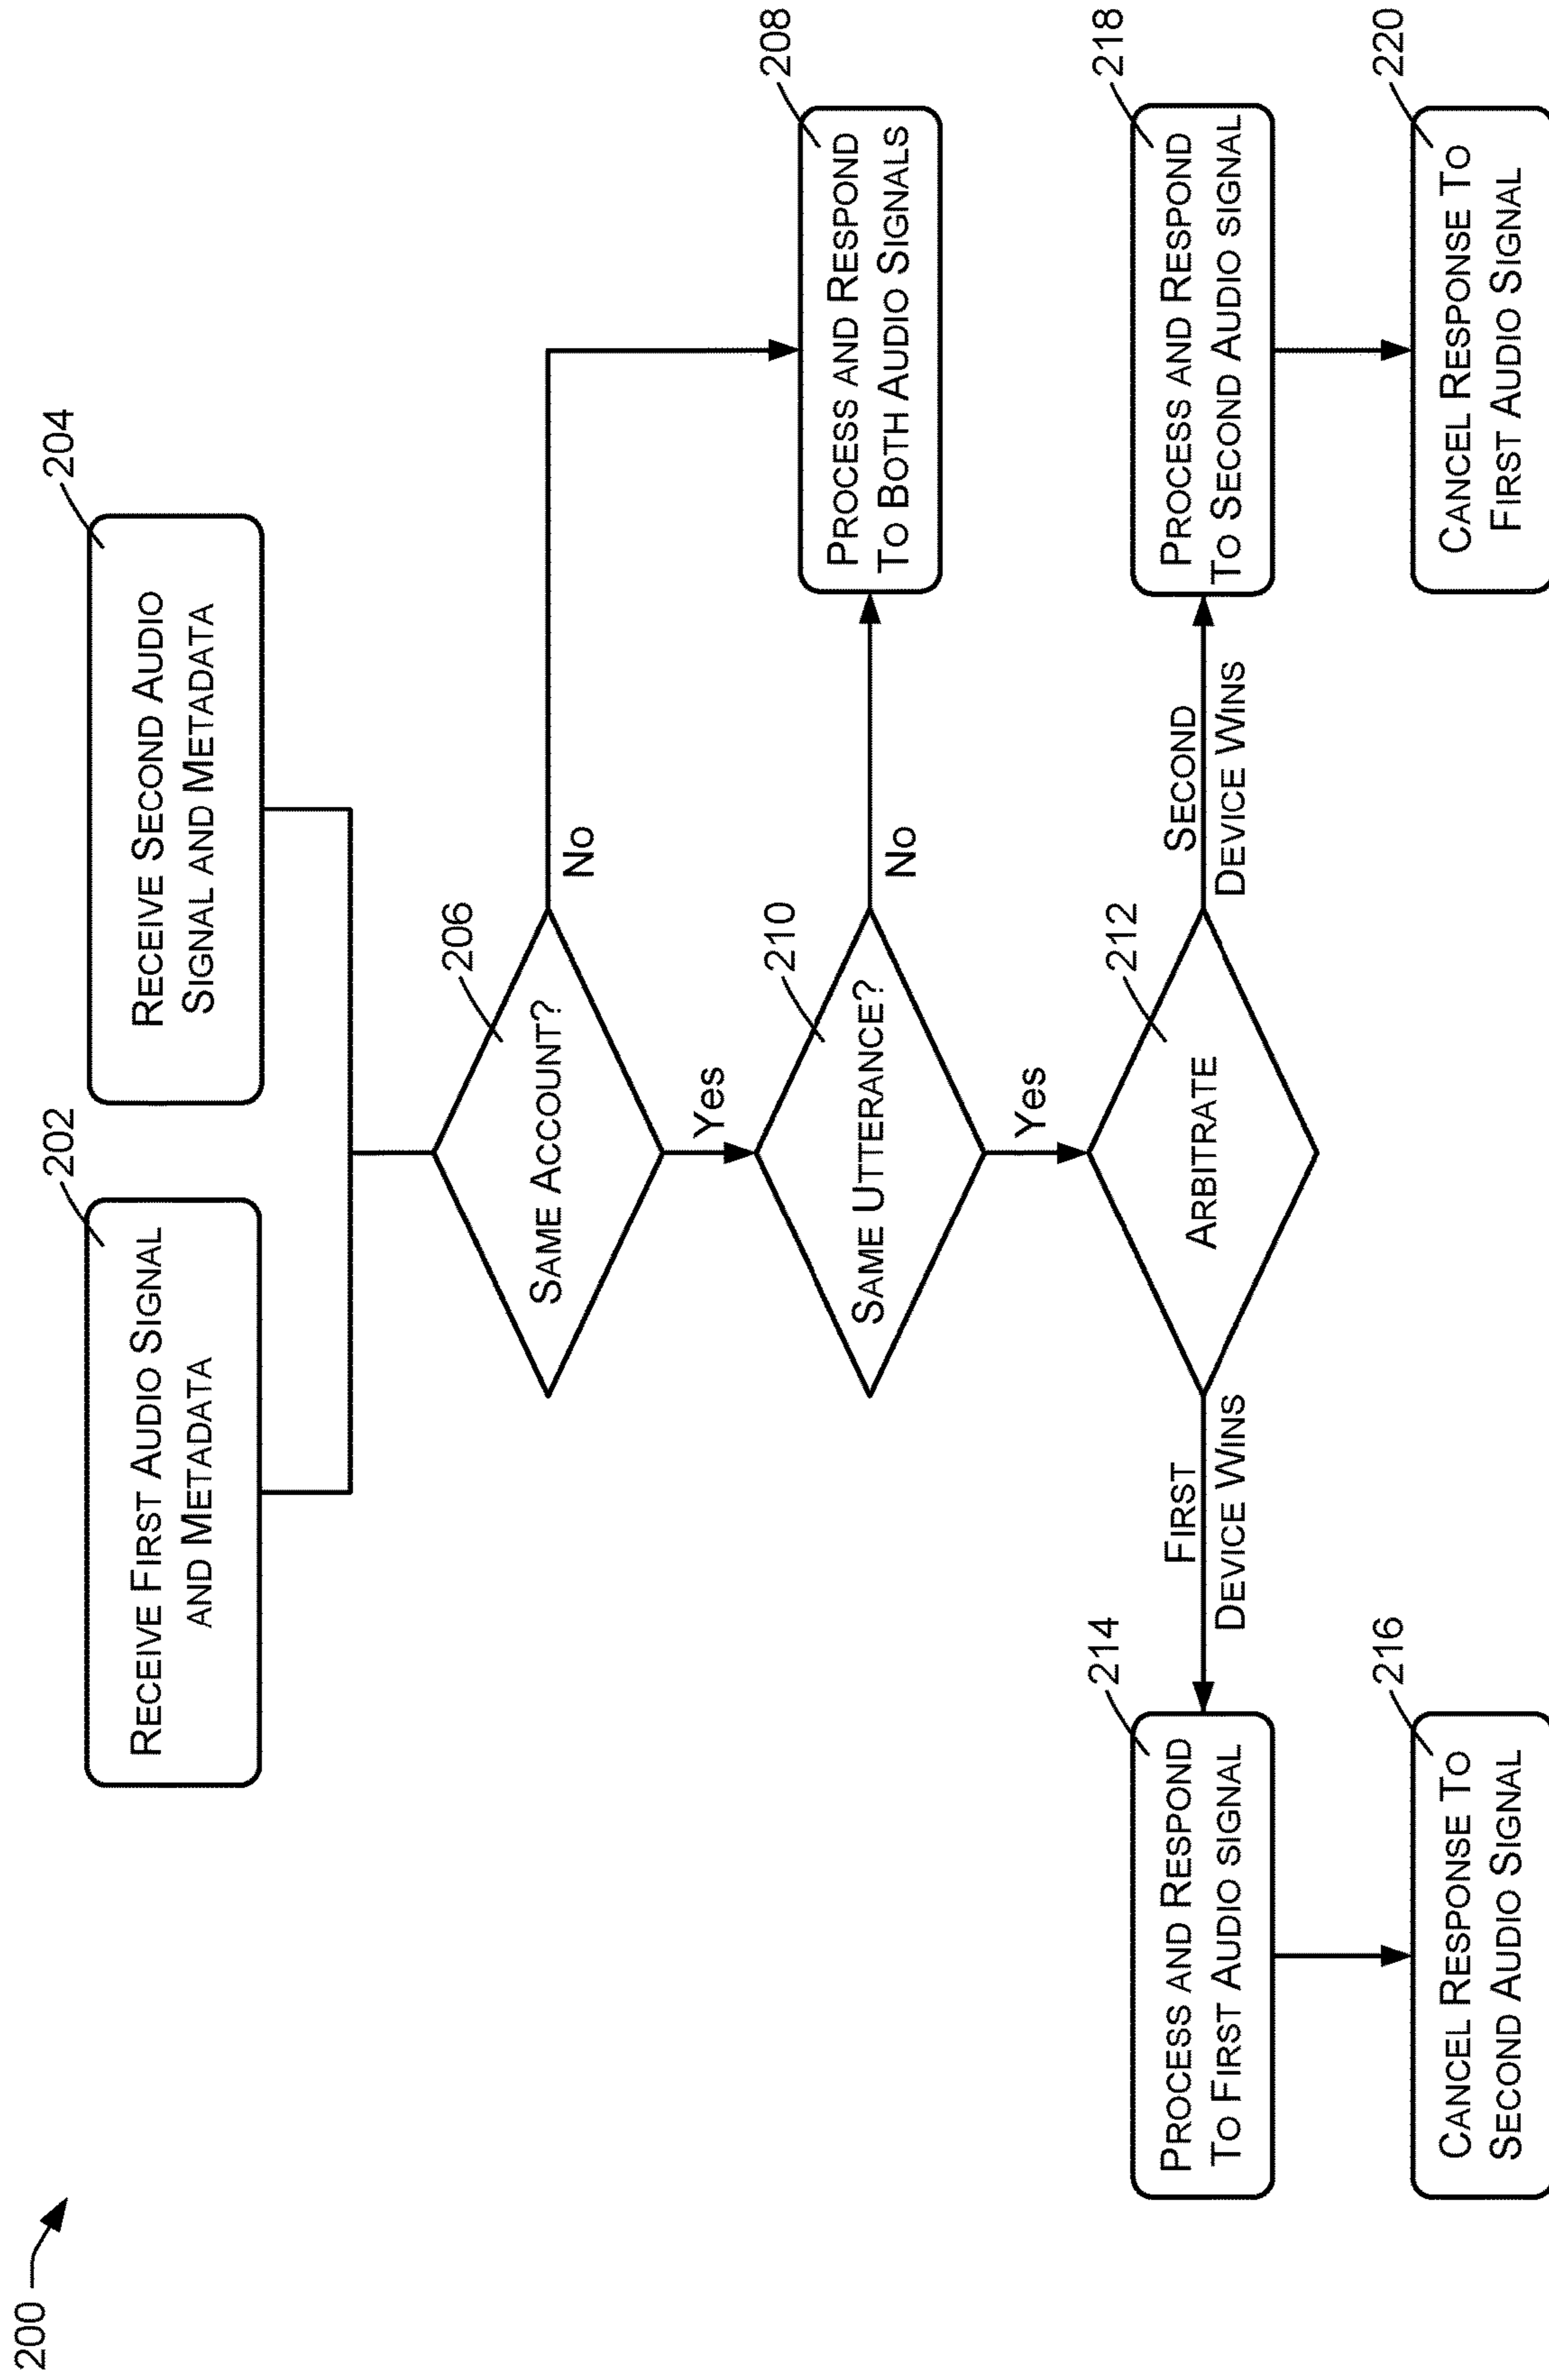 200
202
RECEIVE FIRST AUDIO SIGNAL
AND METADATA
204
RECEIVE SECOND AUDIO
SIGNAL AND METADATA
206
SAME ACCOUNT?
No
Yes
208
PROCESS AND RESPOND
TO BOTH AUDIO SIGNALS
210
SAME UTTERANCE?
No
Yes
212
ARBITRATE
FIRST
DEVICE WINS
SECOND
DEVICE WINS
214
PROCESS AND RESPOND
TO FIRST AUDIO SIGNAL
218
PROCESS AND RESPOND
TO SECOND AUDIO SIGNAL
216
CANCEL RESPONSE TO
SECOND AUDIO SIGNAL
220
CANCEL RESPONSE TO
FIRST AUDIO SIGNAL